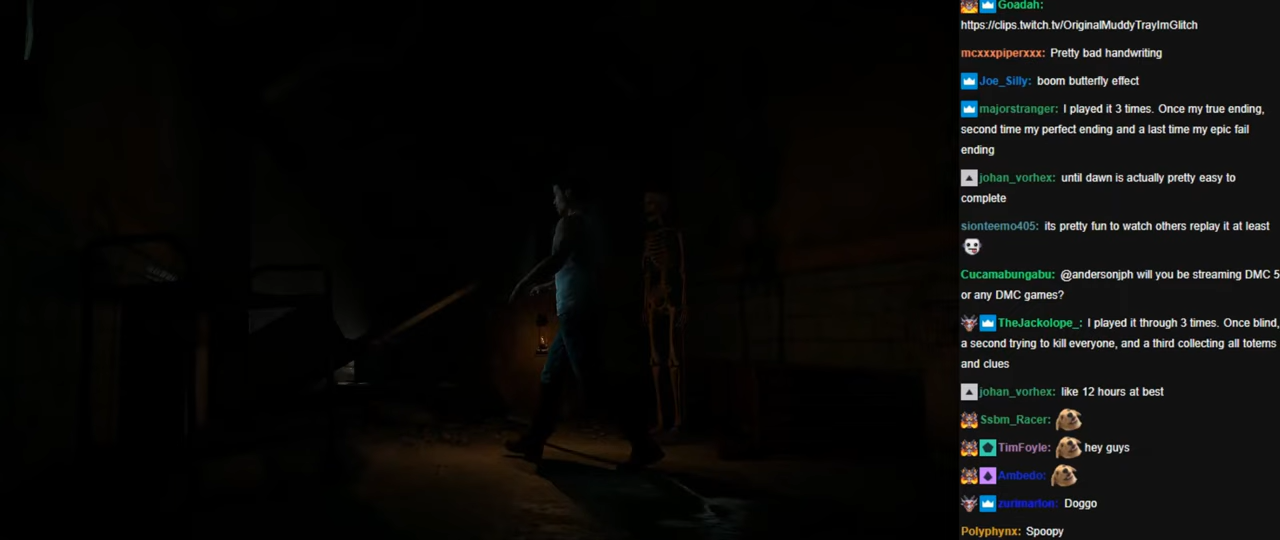 Goadah:
https://clips.twitch.tv/OriginalMuddyTrayImGlitch
mcxxxpiperxxx: Pretty bad handwriting
Joe_Silly: boom butterfly effect
majorstranger: I played it 3 times. Once my true ending,
second time my perfect ending and a last time my epic fail
ending
johan_vorhex: until dawn is actually pretty easy to
complete
sionteemo405: its pretty fun to watch others replay it at least
Cucamabungabu: @andersonjph will you be streaming DMC 5
or any DMC games?
TheJackolope_: I played it through 3 times. Once blind,
a second trying to kill everyone, and a third collecting all totems
and clues
johan_vorhex: like 12 hours at best
Ssbm_Racer:
TimFoyle: hey guys
Ambedo:
zurimarlon: Doggo
Polyphynx: Spoopy